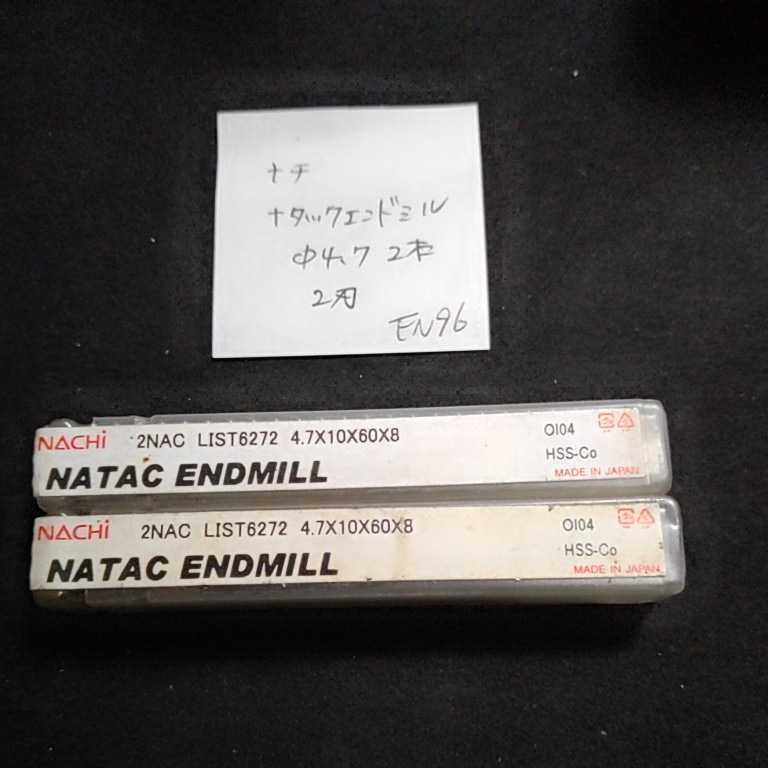 ナチ
ナタックエンドミル
Φ4.7 2本
2刃
EN96
NACHi 2NAC LIST6272 4.7X10X60X8 OI04
HSS-Co
NATAC ENDMILL MADE IN JAPAN
NACHi 2NAC LIST6272 4.7X10X60X8 OI04
HSS-Co
NATAC ENDMILL MADE IN JAPAN